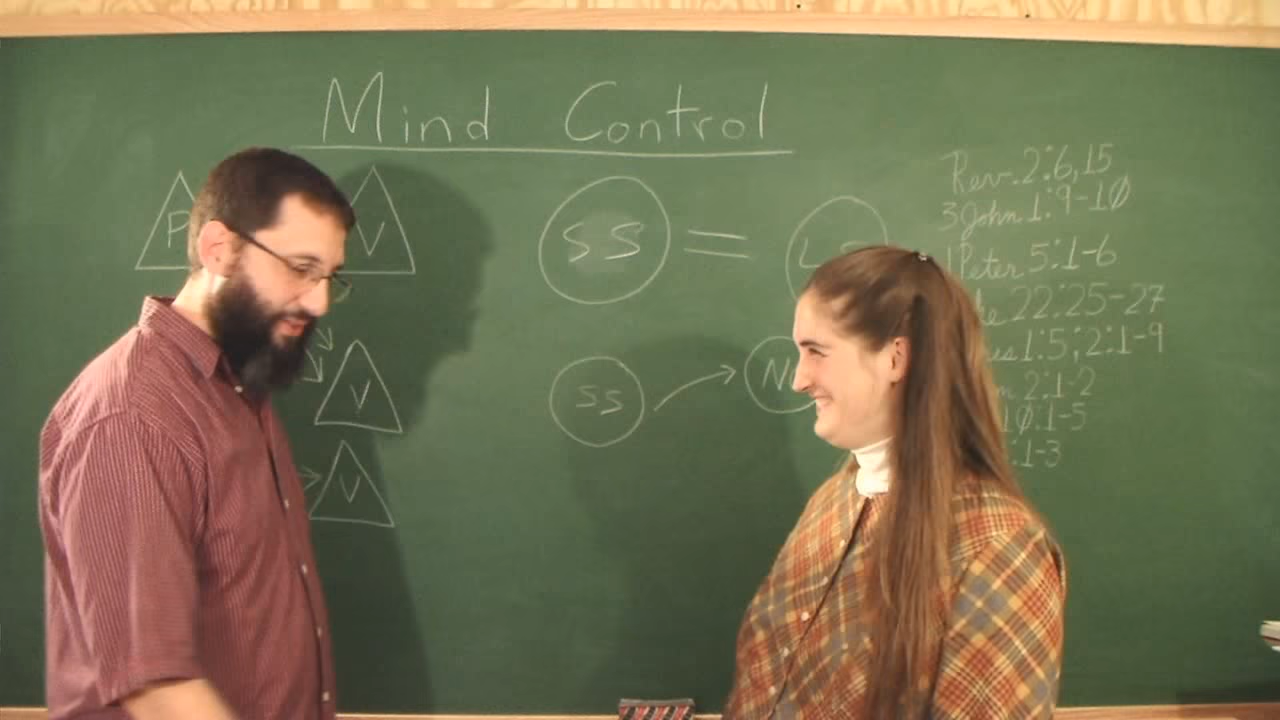 Mind Control
P V
SS = L
V
SS → N
V
Rev. 2:6,15
3 John 1:9-10
1 Peter 5:1-6
22:25-27
1:5; 2:1-9
2:1-2
10:1-5
:1-3